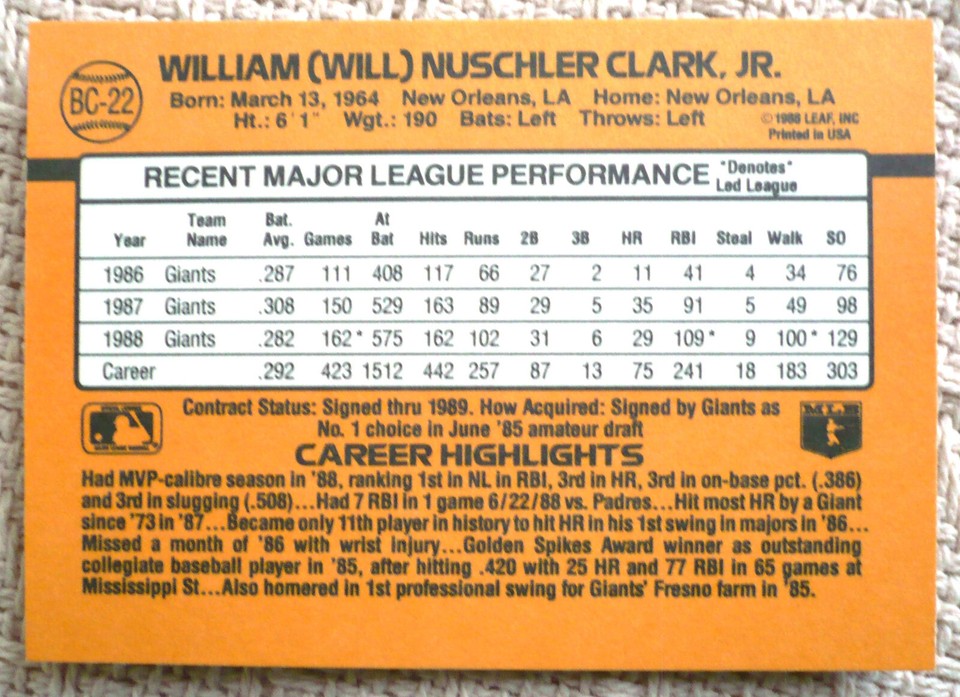 BC-22
WILLIAM (WILL) NUSCHLER CLARK, JR.
Born: March 13, 1964 New Orleans, LA Home: New Orleans, LA
Ht.: 6'1" Wgt.: 190 Bats: Left Throws: Left
©1988 LEAF, INC
Printed in USA
RECENT MAJOR LEAGUE PERFORMANCE *Denotes*
Led League
Year Team Name Bat. Avg. Games At Bat Hits Runs 2B 3B HR RBI Steal Walk SO
1986 Giants .287 111 408 117 66 27 2 11 41 4 34 76
1987 Giants .308 150 529 163 89 29 5 35 91 5 49 98
1988 Giants .282 162* 575 162 102 31 6 29 109* 9 100* 129
Career .292 423 1512 442 257 87 13 75 241 18 183 303
Contract Status: Signed thru 1989. How Acquired: Signed by Giants as
No. 1 choice in June '85 amateur draft
MLB
CAREER HIGHLIGHTS
Had MVP-calibre season in '88, ranking 1st in NL in RBI, 3rd in HR, 3rd in on-base pct. (.386)
and 3rd in slugging (.508)...Had 7 RBI in 1 game 6/22/88 vs. Padres...Hit most HR by a Giant
since '73 in '87...Became only 11th player in history to hit HR in his 1st swing in majors in '86...
Missed a month of '86 with wrist injury...Golden Spikes Award winner as outstanding
collegiate baseball player in '85, after hitting .420 with 25 HR and 77 RBI in 65 games at
Mississippi St...Also homered in 1st professional swing for Giants' Fresno farm in '85.